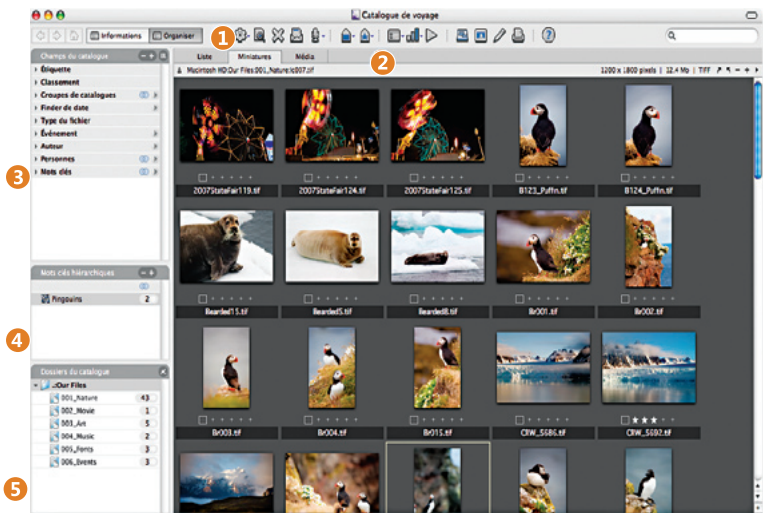 Catalogue de voyage
Informations
Organiser
1
Liste
Miniatures
Média
2
Macintosh HD:Our Files:001_Nature:lc007.tif
1200 x 1800 pixels | 12.4 Mb | TIFF
Champs du catalogue
Étiquette
Classement
Groupes de catalogues
Finder de date
Type du fichier
Événement
Auteur
Personnes
Mots clés
3
2007StateFair119.tif
2007StateFair124.tif
2007StateFair125.tif
B123_Puffin.tif
B124_Puffin.tif
Mots clés hiérarchiques
Pingouins 2
4
Bearded15.tif
Bearded5.tif
Bearded8.tif
Br001.tif
Br002.tif
Dossiers du catalogue
::Our Files
001_Nature 43
002_Movie 1
003_Art 5
004_Music 2
005_Fonts 3
006_Events 3
5
Br003.tif
Br004.tif
Br015.tif
CRW_5686.tif
CRW_5692.tif